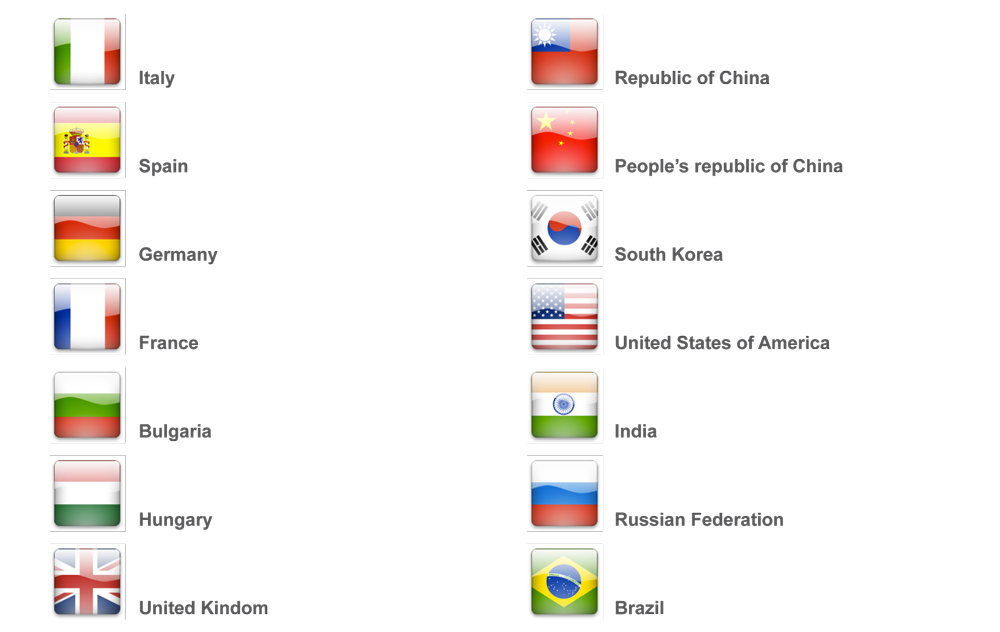 Italy
Spain
Germany
France
Bulgaria
Hungary
United Kindom
Republic of China
People’s republic of China
South Korea
United States of America
India
Russian Federation
Brazil